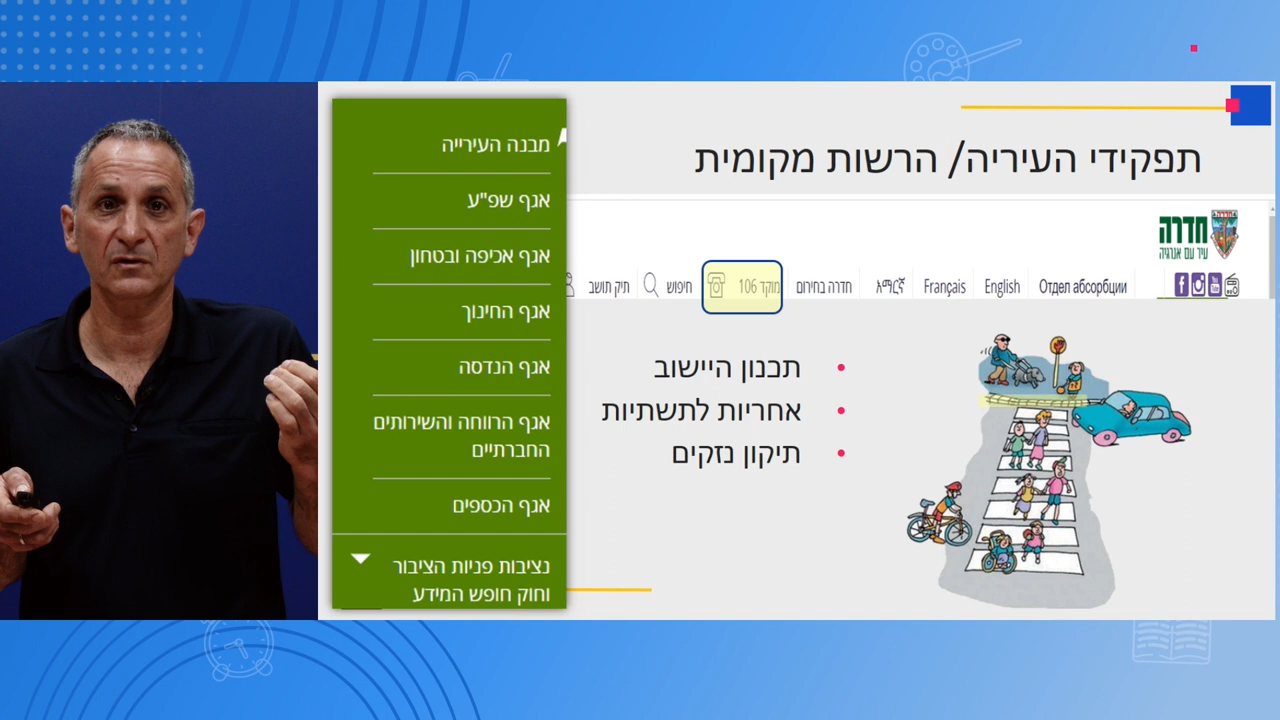 תפקידי העיריה/ הרשות מקומית
חדרה
עיר עם אנרגיה
Отдел абсорбции
English
Français
አማርኛ
חדרה בחירום
מוקד 106
חיפוש
תיק תושב
תכנון היישוב
אחריות לתשתיות
תיקון נזקים
מבנה העירייה
אגף שפ"ע
אגף אכיפה ובטחון
אגף החינוך
אגף הנדסה
אגף הרווחה והשירותים
החברתיים
אגף הכספים
נציבות פניות הציבור
וחוק חופש המידע